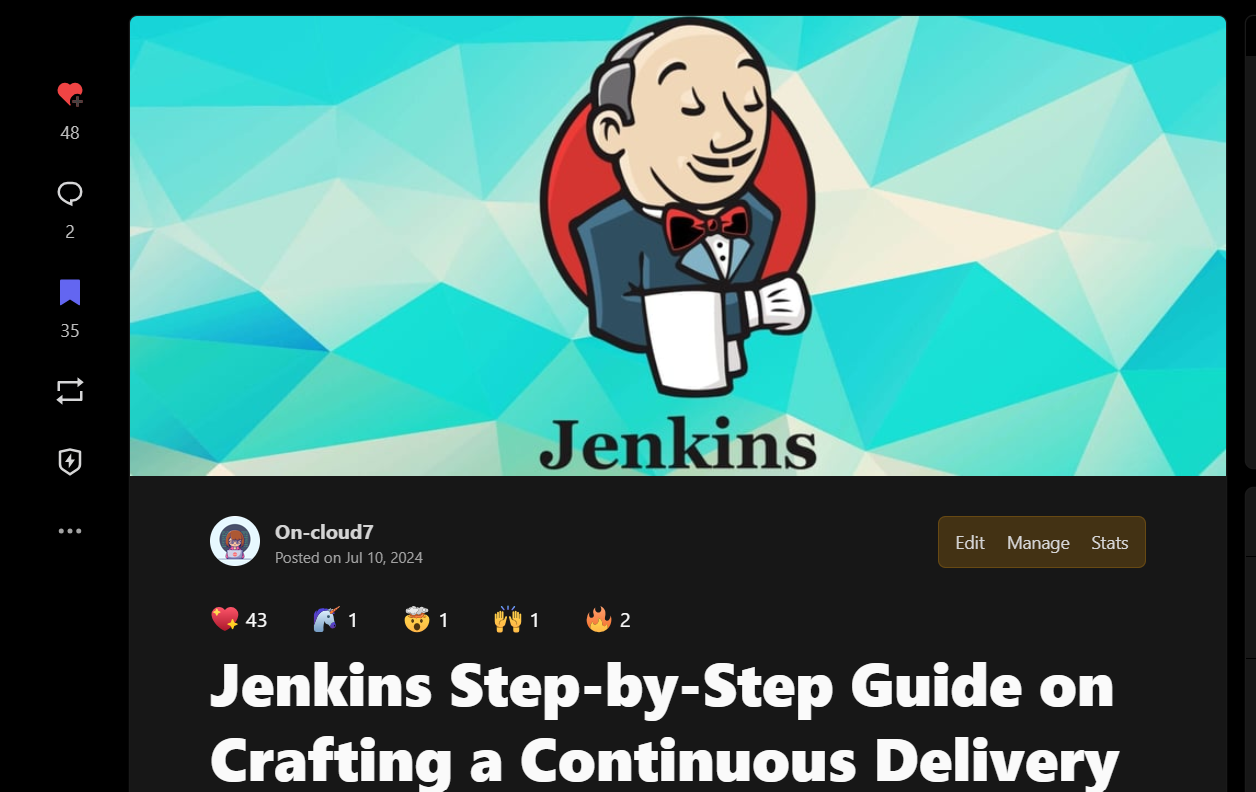 48
2
35
Jenkins
On-cloud7
Posted on Jul 10, 2024
Edit Manage Stats
43 1 1 1 2
Jenkins Step-by-Step Guide on
Crafting a Continuous Delivery